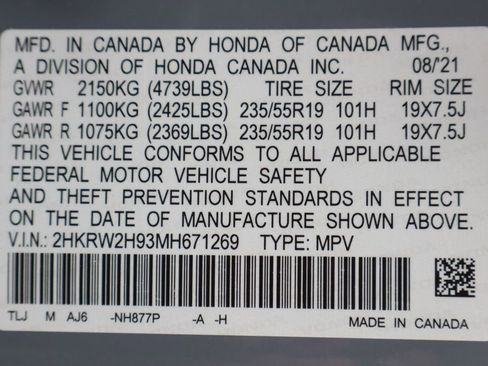 MFD. IN CANADA BY HONDA OF CANADA MFG.,
A DIVISION OF HONDA CANADA INC. 08/'21
GVWR 2150KG (4739LBS) TIRE SIZE RIM SIZE
GAWR F 1100KG (2425LBS) 235/55R19 101H 19X7.5J
GAWR R 1075KG (2369LBS) 235/55R19 101H 19X7.5J
THIS VEHICLE CONFORMS TO ALL APPLICABLE
FEDERAL MOTOR VEHICLE SAFETY
AND THEFT PREVENTION STANDARDS IN EFFECT
ON THE DATE OF MANUFACTURE SHOWN ABOVE.
V.I.N.: 2HKRW2H93MH671269 TYPE: MPV
TLJ M AJ6 -NH877P -A -H
MADE IN CANADA